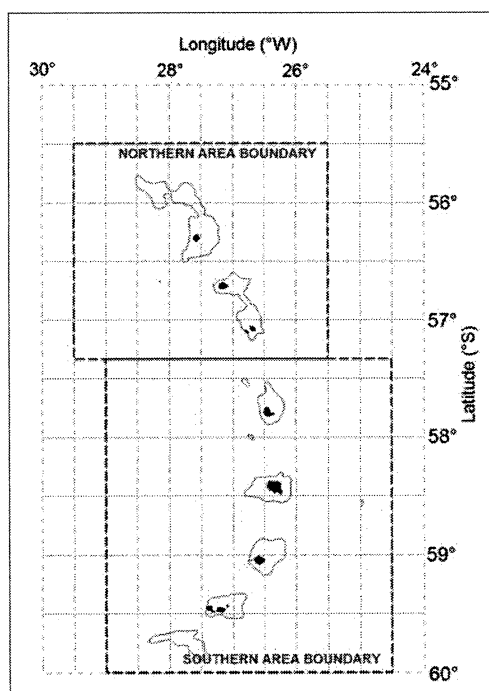 Longitude (°W)
30° 28° 26° 24°
55°
NORTHERN AREA BOUNDARY
56°
57°
Latitude (°S)
58°
59°
SOUTHERN AREA BOUNDARY
60°